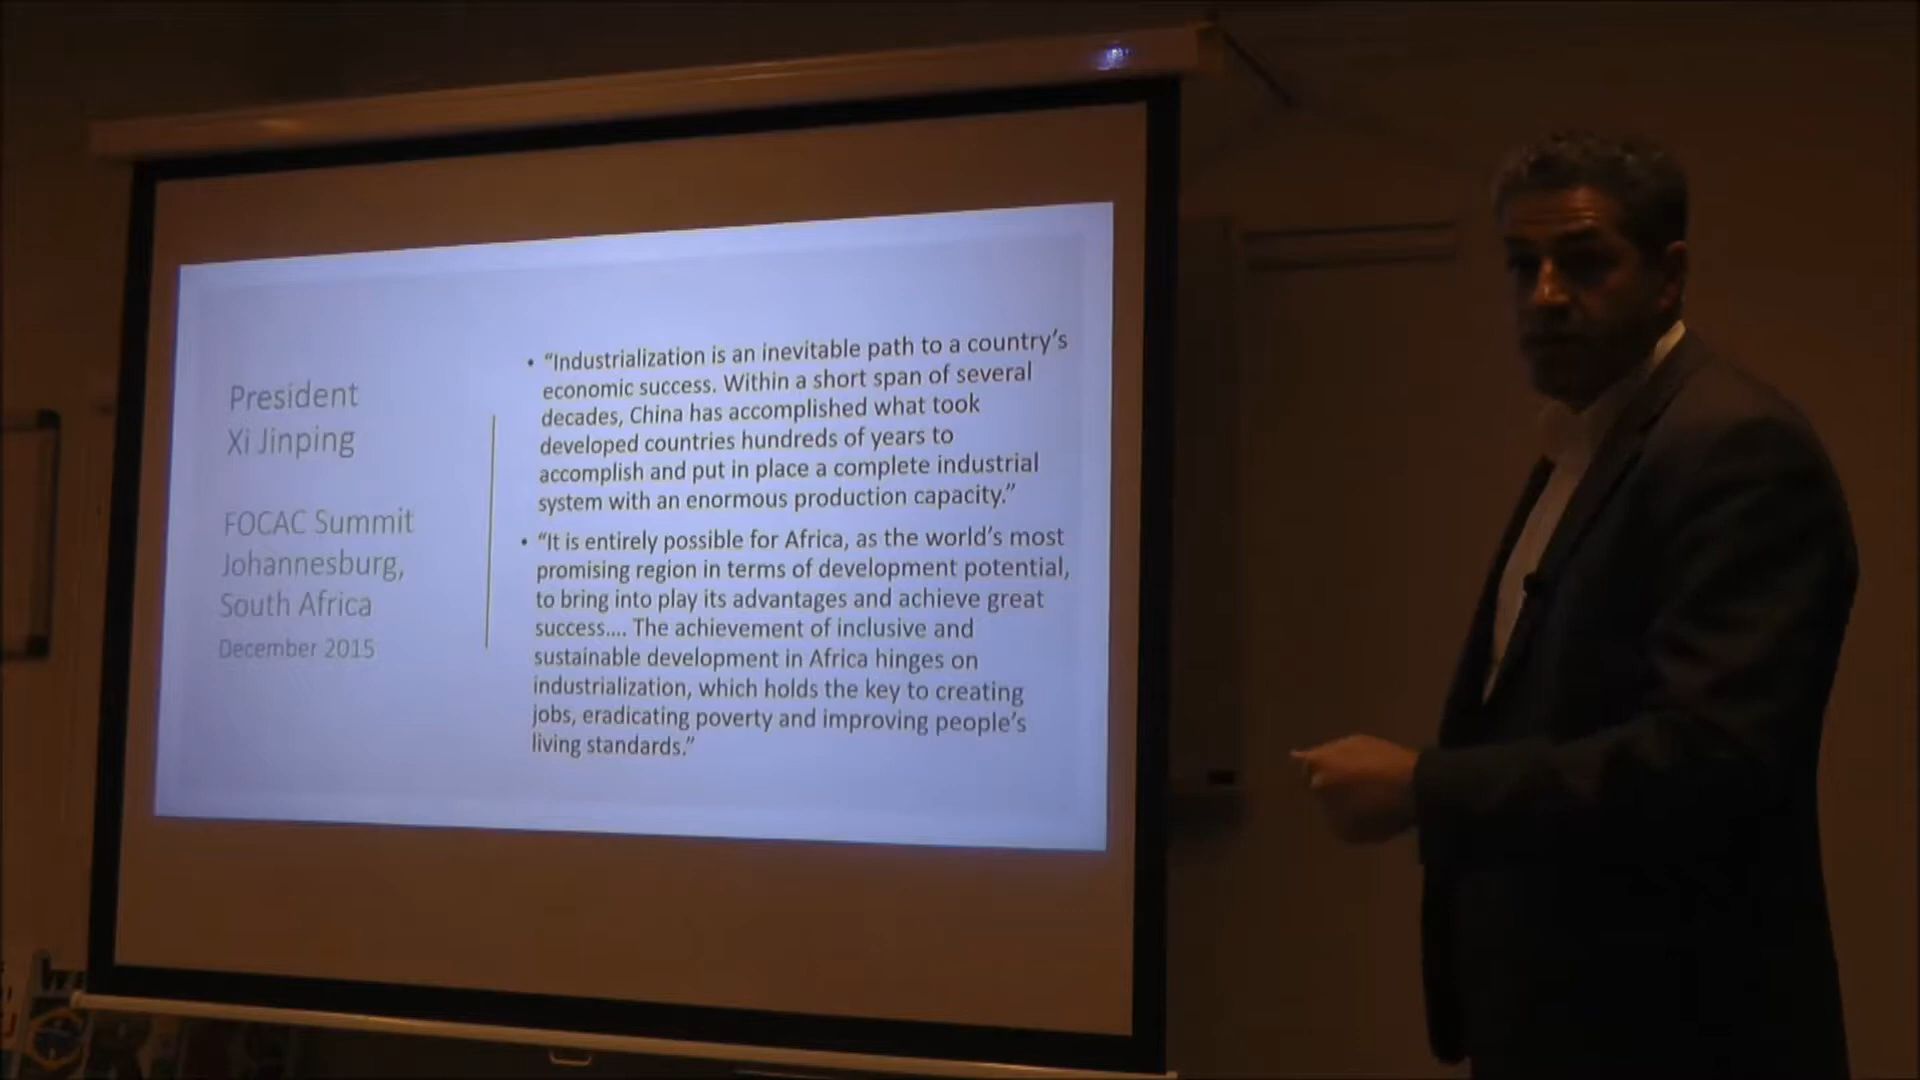 President
Xi Jinping
FOCAC Summit
Johannesburg,
South Africa
December 2015
• “Industrialization is an inevitable path to a country’s
economic success. Within a short span of several
decades, China has accomplished what took
developed countries hundreds of years to
accomplish and put in place a complete industrial
system with an enormous production capacity.”
• “It is entirely possible for Africa, as the world’s most
promising region in terms of development potential,
to bring into play its advantages and achieve great
success.... The achievement of inclusive and
sustainable development in Africa hinges on
industrialization, which holds the key to creating
jobs, eradicating poverty and improving people’s
living standards.”